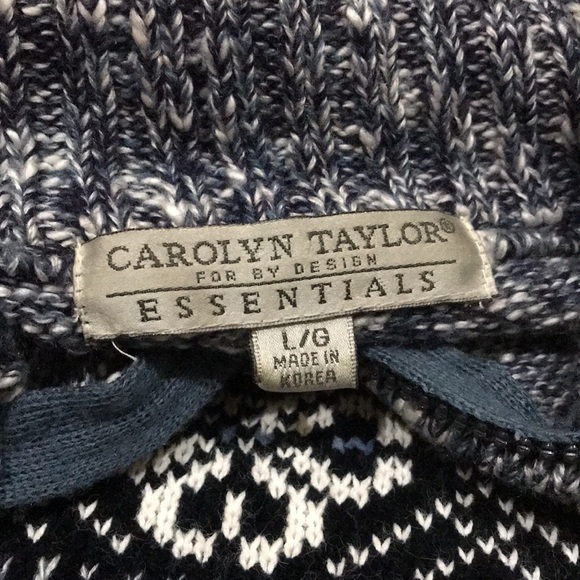 CAROLYN TAYLOR®
FOR BY DESIGN
ESSENTIALS
L/G
MADE IN
KOREA